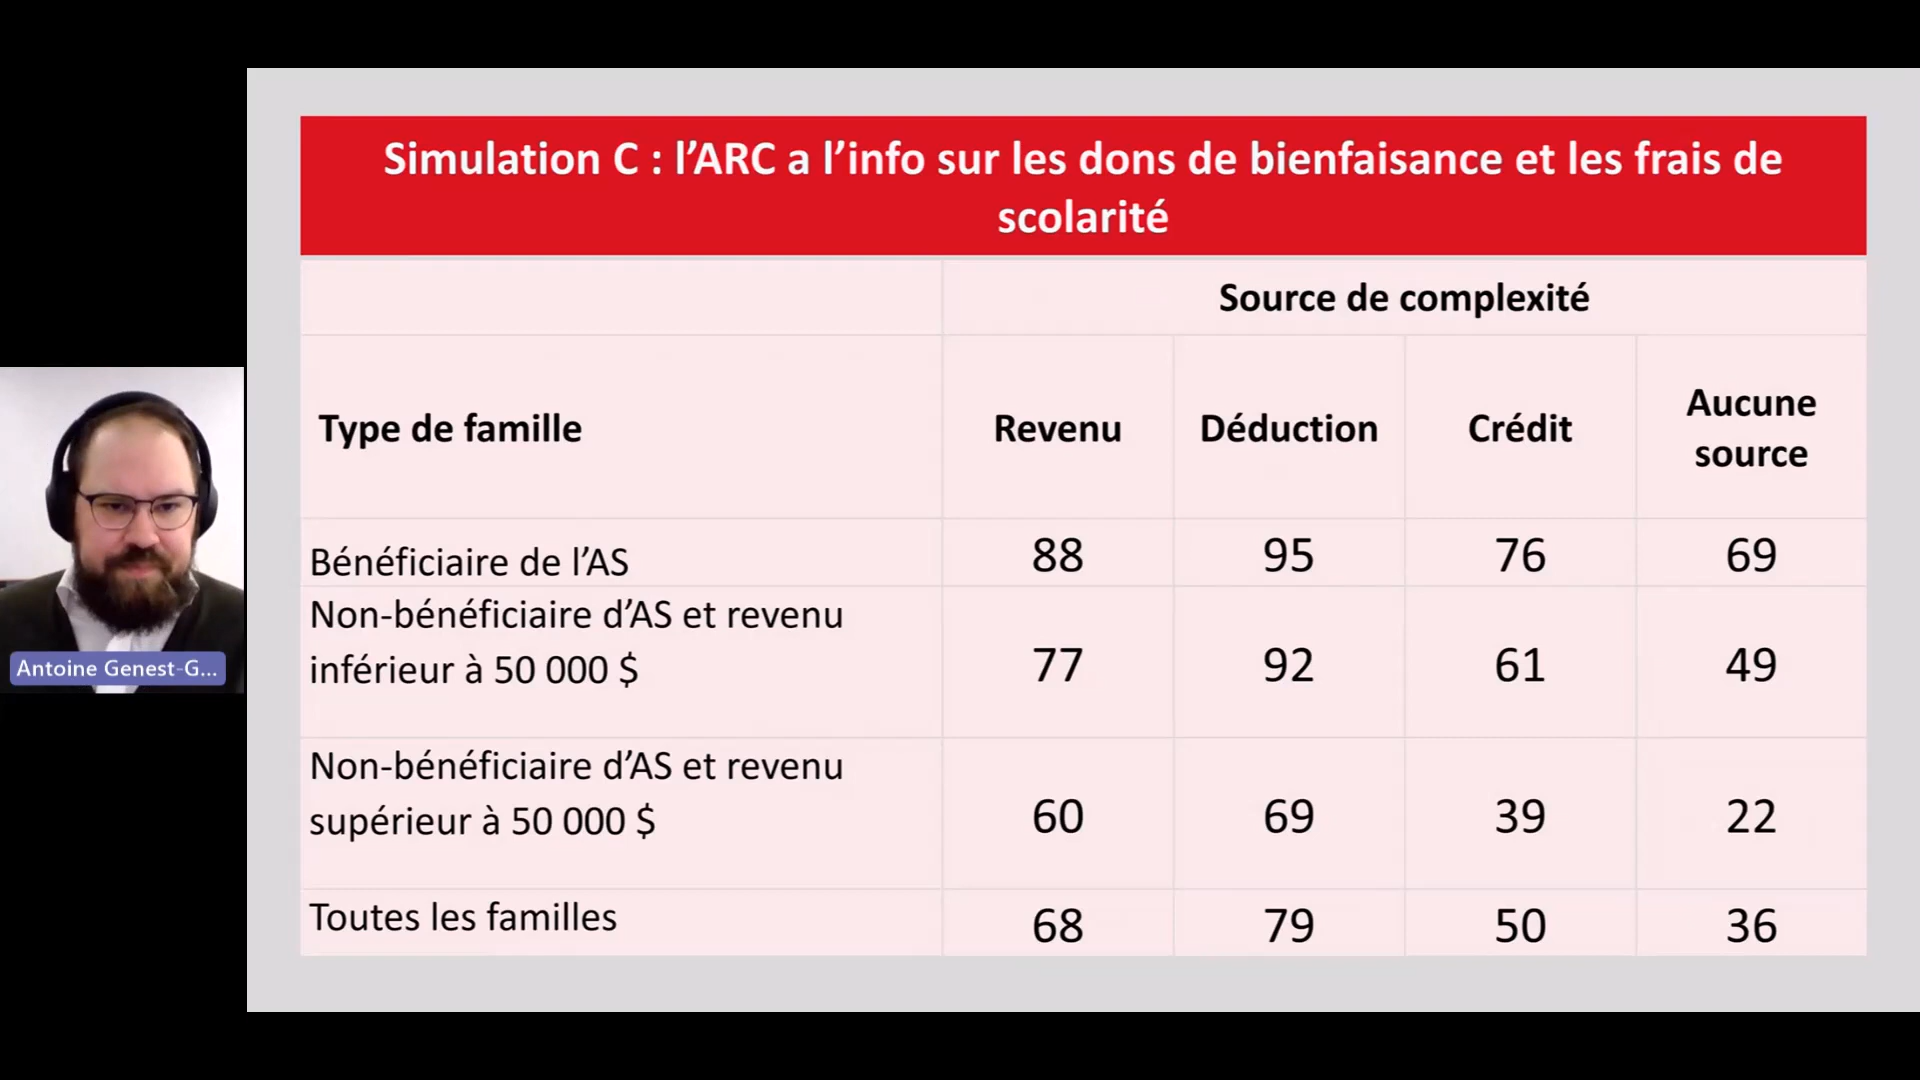 Simulation C : l’ARC a l’info sur les dons de bienfaisance et les frais de
scolarité
Source de complexité
Type de famille
Revenu
Déduction
Crédit
Aucune
source
Bénéficiaire de l’AS
88
95
76
69
Non-bénéficiaire d’AS et revenu
inférieur à 50 000 $
77
92
61
49
Non-bénéficiaire d’AS et revenu
supérieur à 50 000 $
60
69
39
22
Toutes les familles
68
79
50
36
Antoine Genest-G...